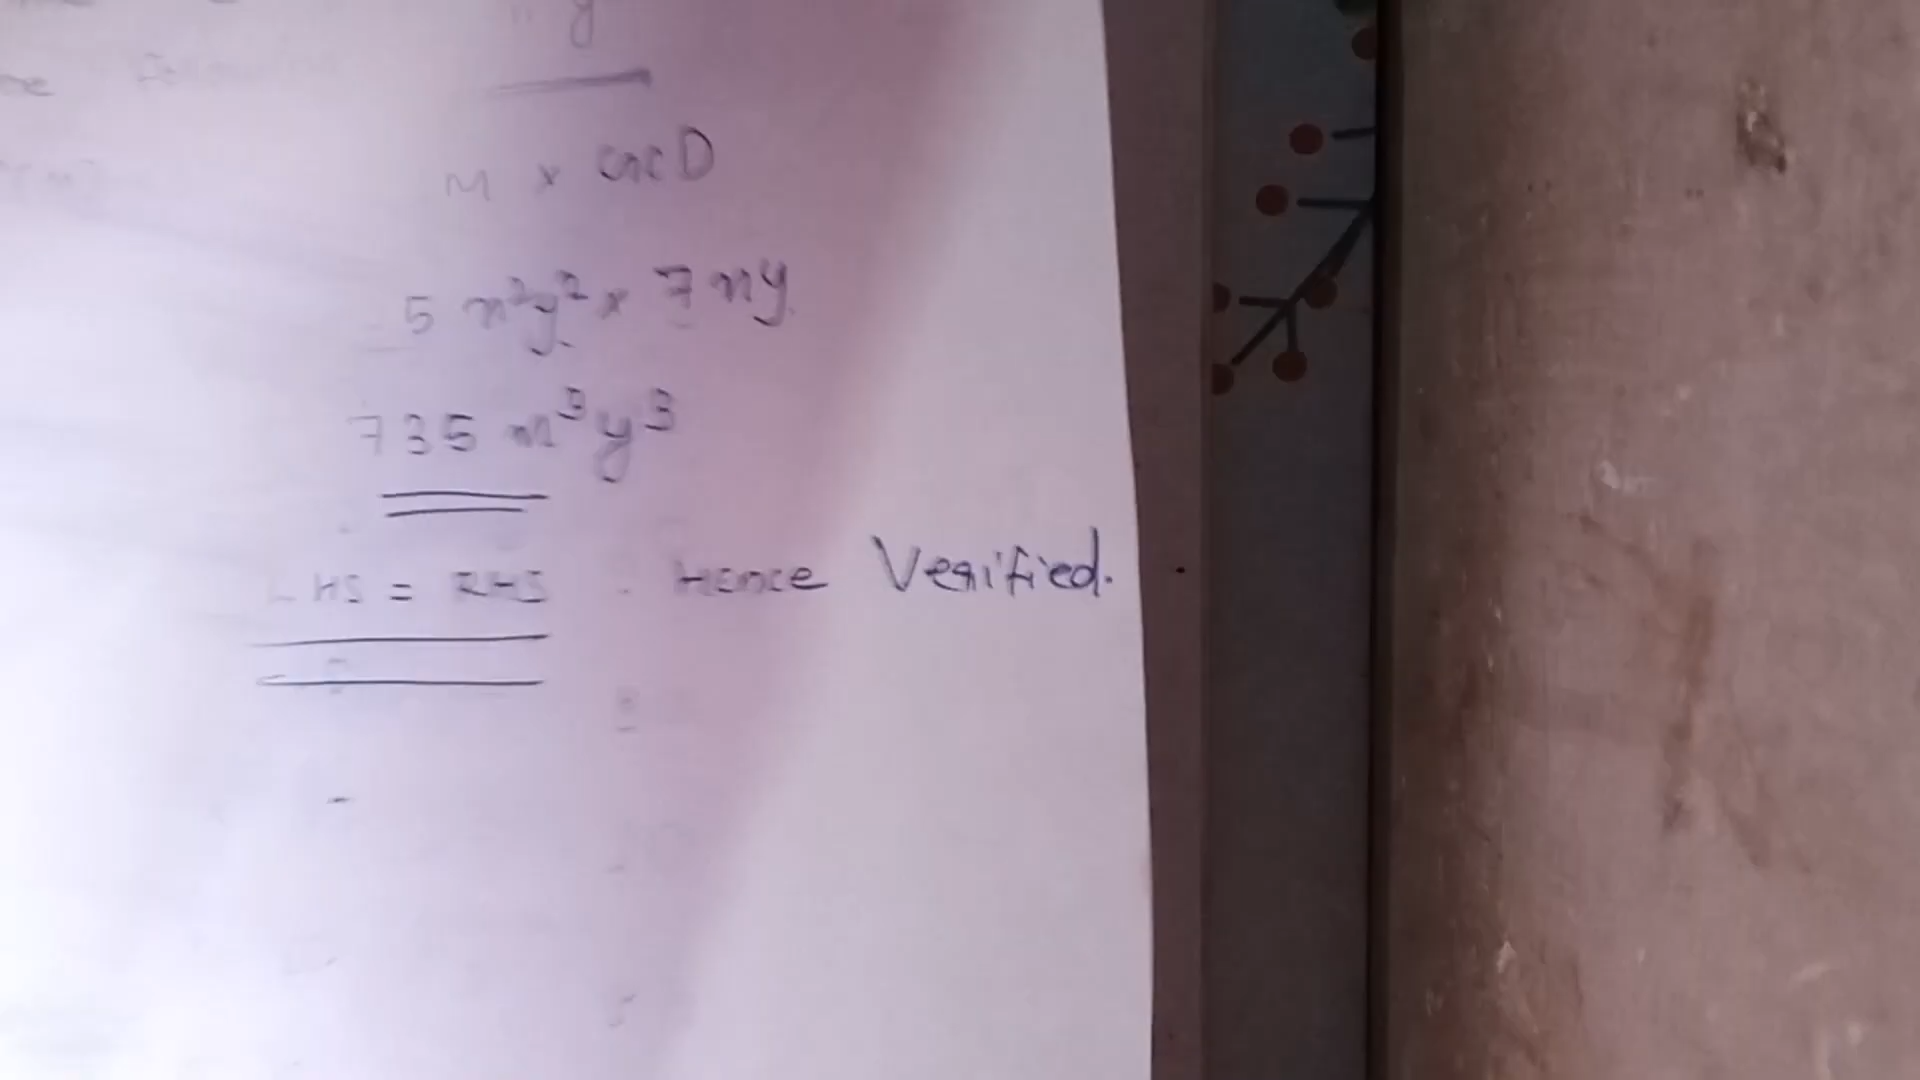 y
M × GCD
5 x²y² × 7xy
735 x³y³
LHS = RHS . Hence Verified.